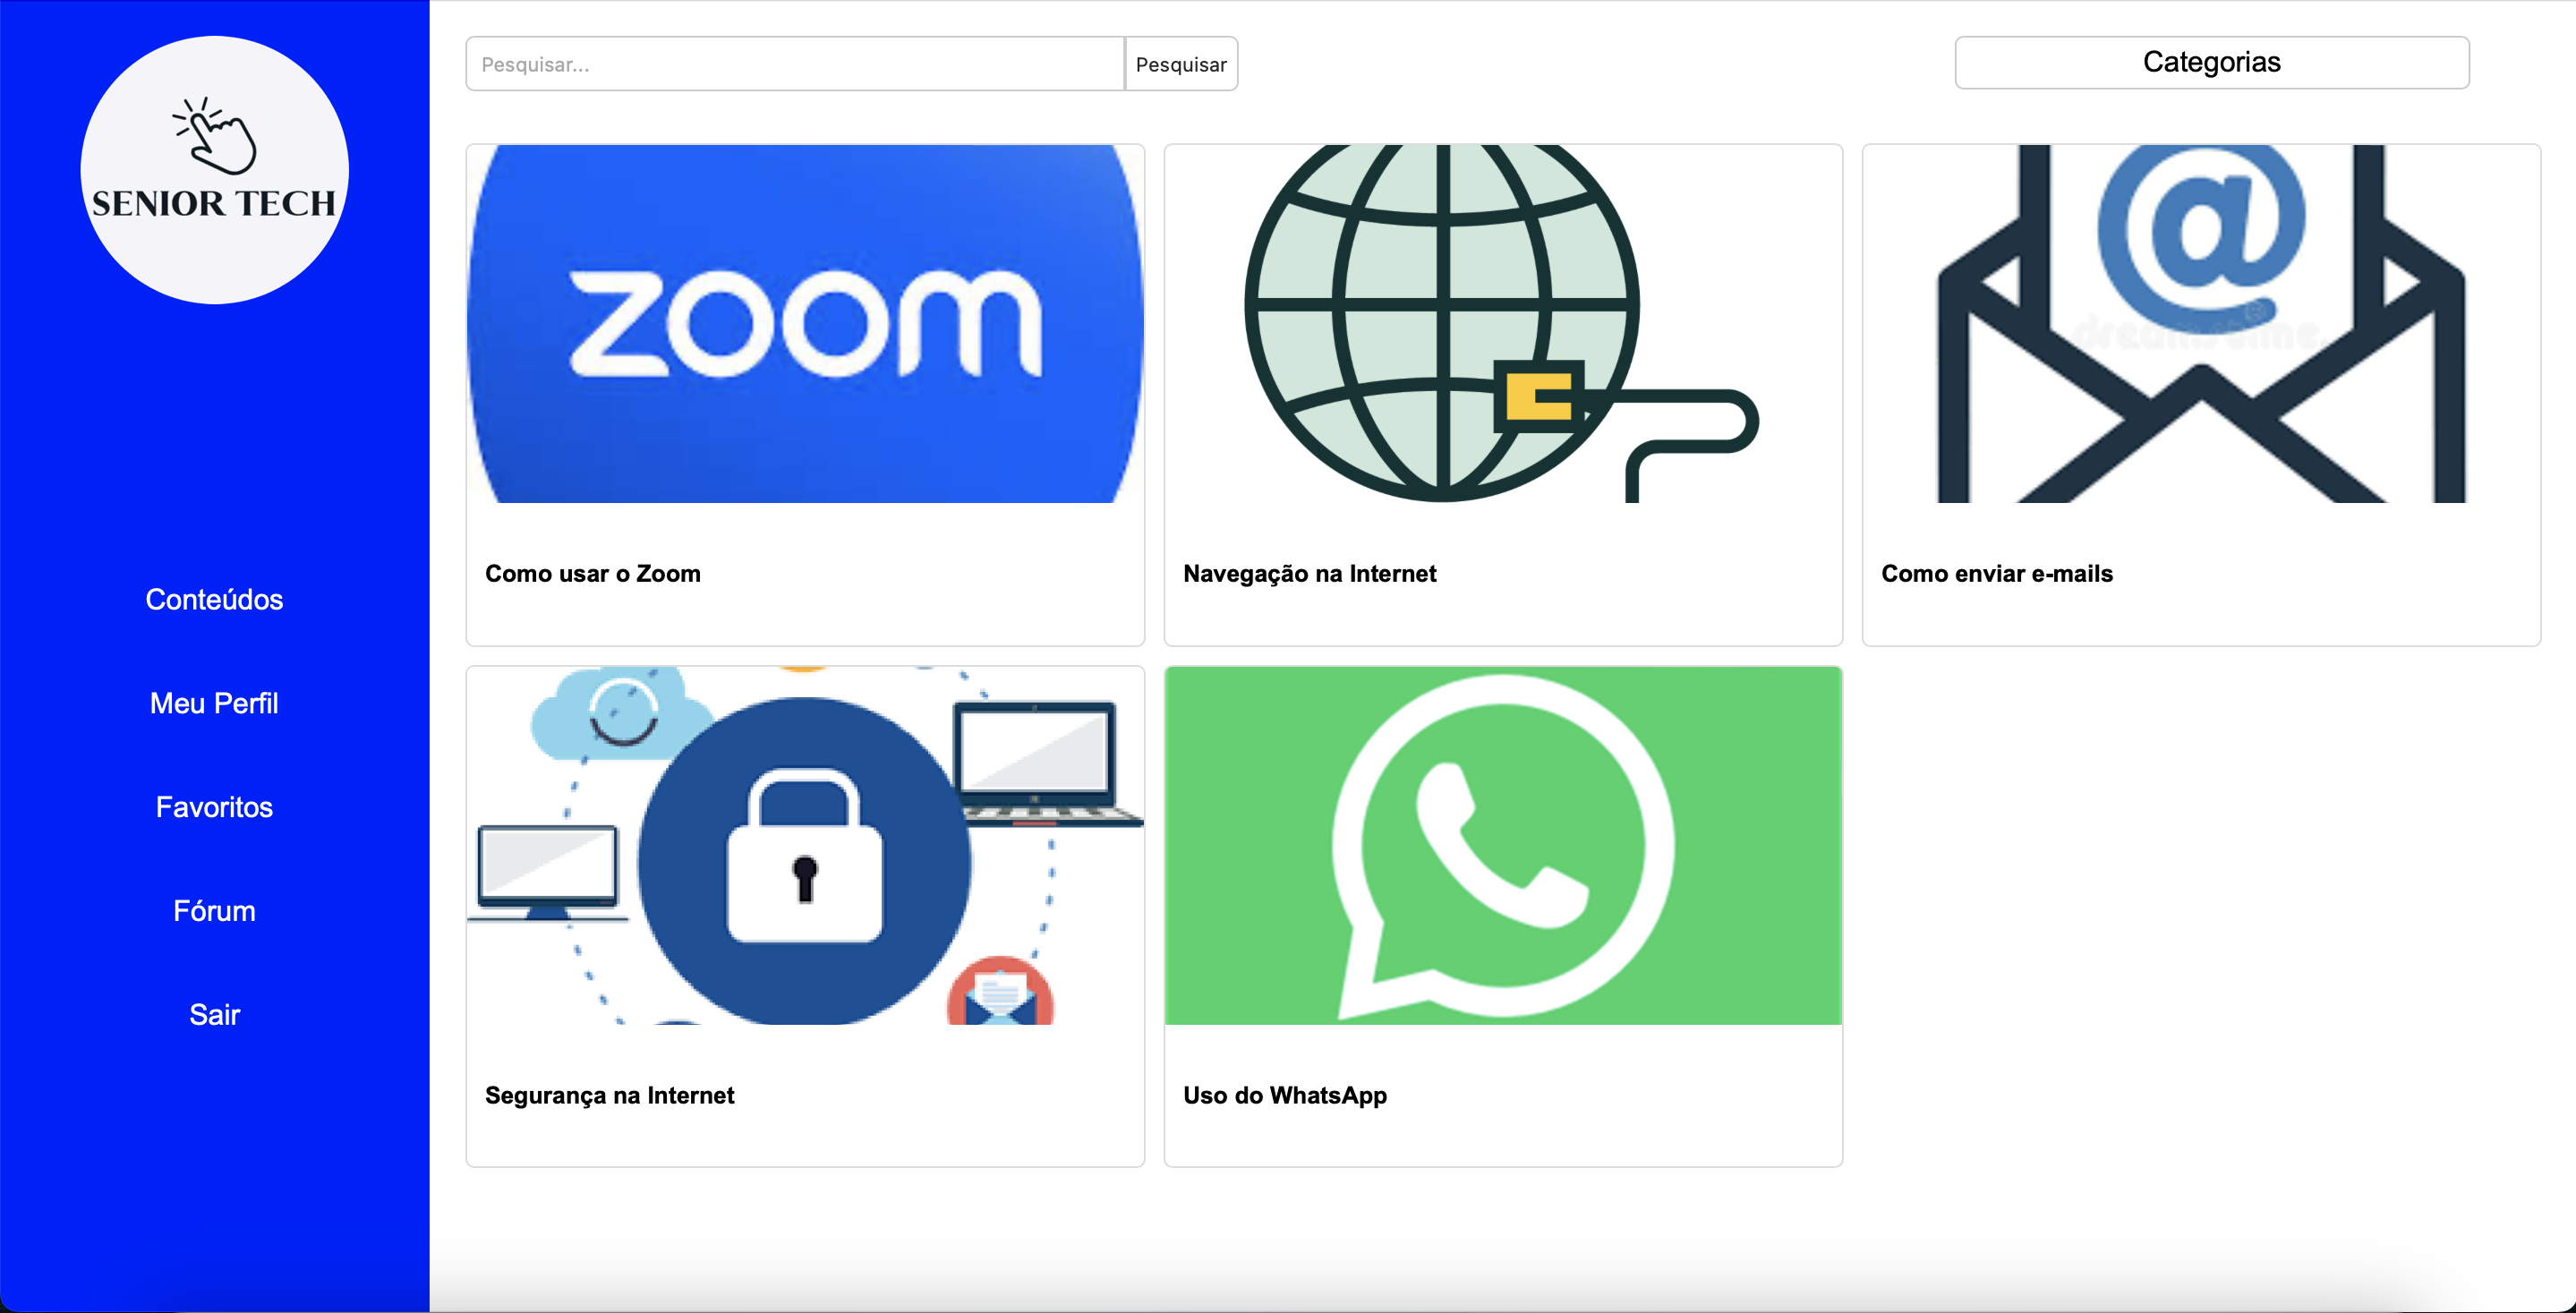 SENIOR TECH
Conteúdos
Meu Perfil
Favoritos
Fórum
Sair
Pesquisar...
Pesquisar
Categorias
zoom
@
dreamstime.
Como usar o Zoom
Navegação na Internet
Como enviar e-mails
Segurança na Internet
Uso do WhatsApp